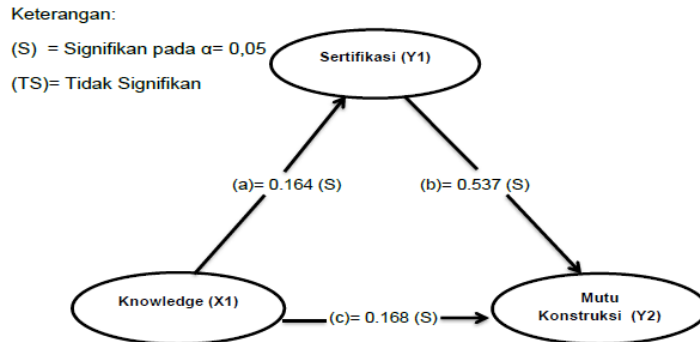 Keterangan:
(S) = Signifikan pada α= 0,05
(TS)= Tidak Signifikan
Sertifikasi (Y1)
(a)= 0.164 (S)
(b)= 0.537 (S)
Knowledge (X1)
(c)= 0.168 (S)
Mutu
Konstruksi (Y2)